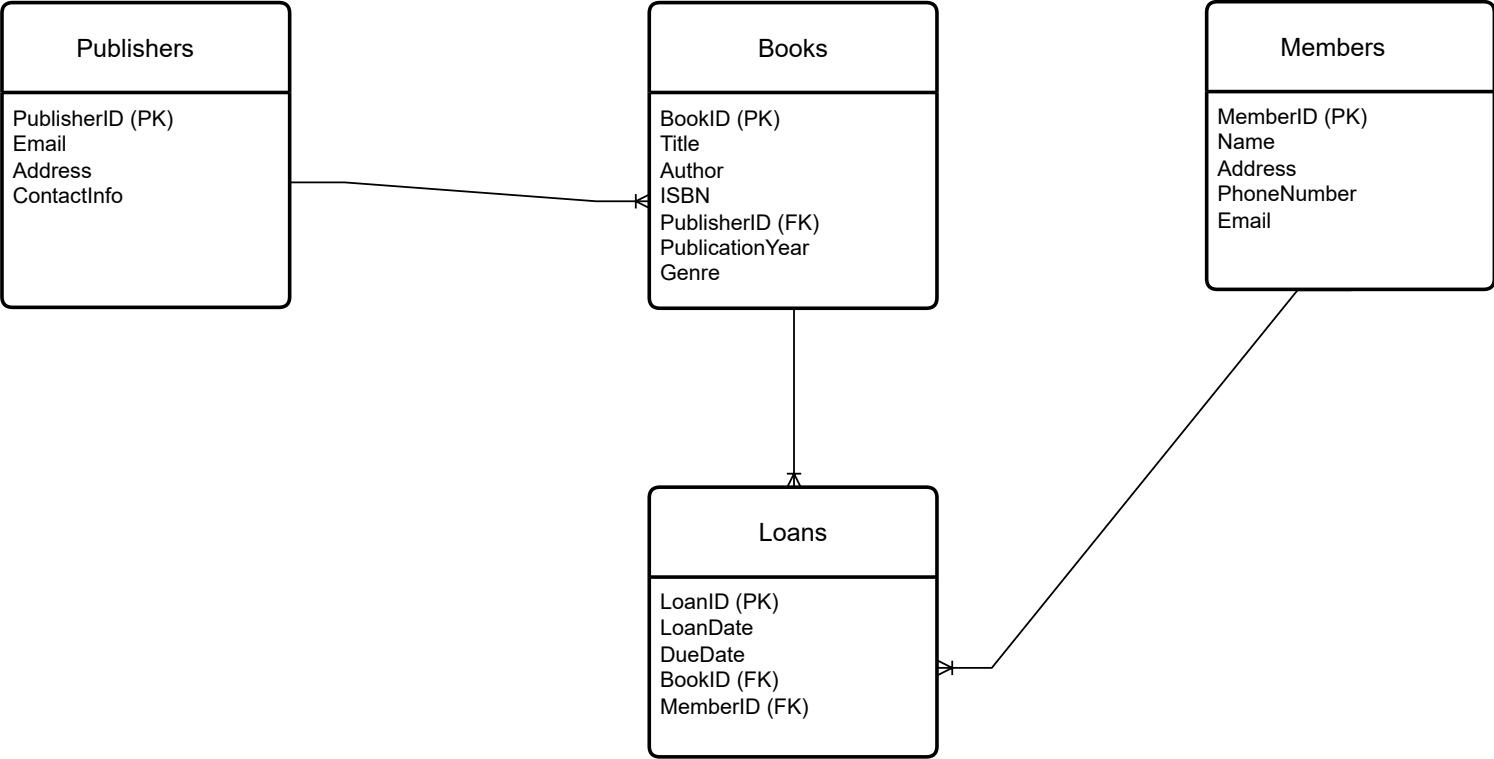 Publishers
PublisherID (PK)
Email
Address
ContactInfo
Books
BookID (PK)
Title
Author
ISBN
PublisherID (FK)
PublicationYear
Genre
Members
MemberID (PK)
Name
Address
PhoneNumber
Email
Loans
LoanID (PK)
LoanDate
DueDate
BookID (FK)
MemberID (FK)